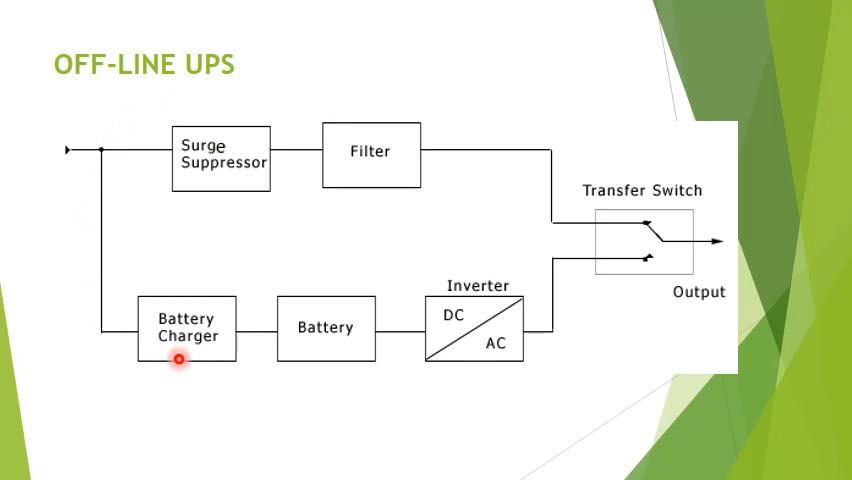 OFF-LINE UPS
Surge
Suppressor
Filter
Transfer Switch
Output
Inverter
DC
AC
Battery
Charger
Battery